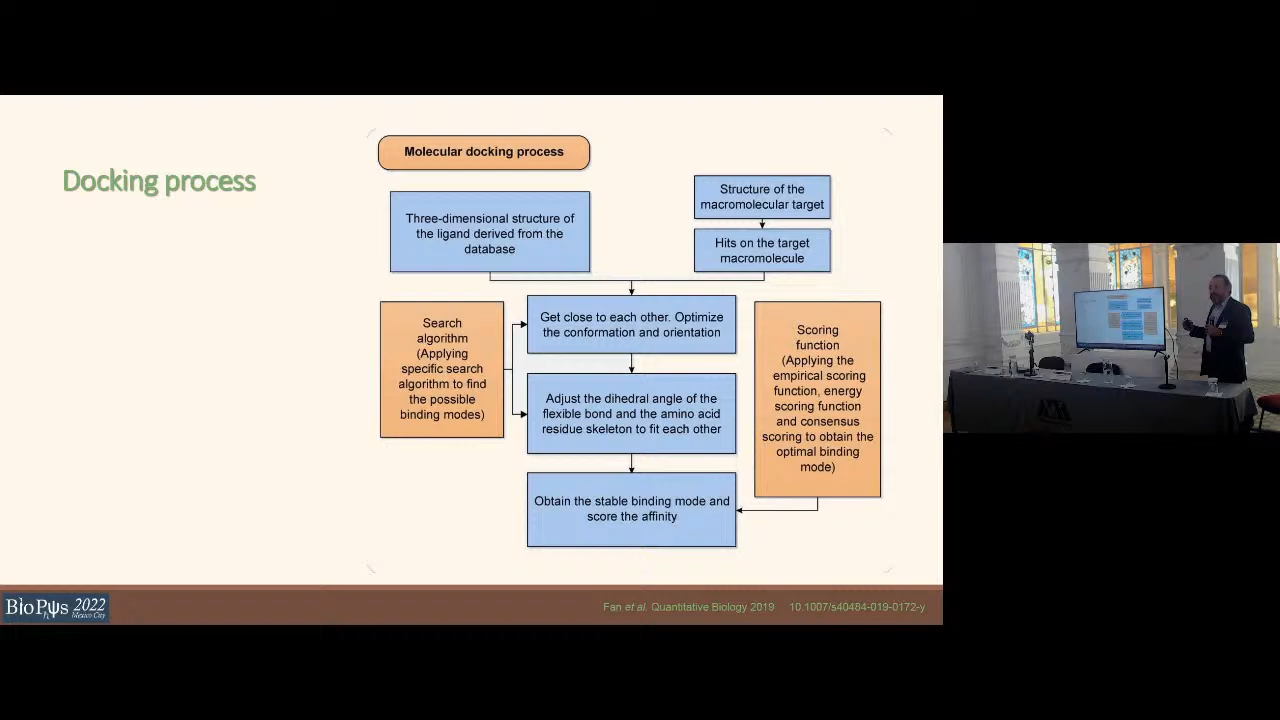 Docking process
Molecular docking process
Three-dimensional structure of
the ligand derived from the
database
Structure of the
macromolecular target
Hits on the target
macromolecule
Search
algorithm
(Applying
specific search
algorithm to find
the possible
binding modes)
Get close to each other. Optimize
the conformation and orientation
Adjust the dihedral angle of the
flexible bond and the amino acid
residue skeleton to fit each other
Obtain the stable binding mode and
score the affinity
Scoring
function
(Applying the
empirical scoring
function, energy
scoring function
and consensus
scoring to obtain the
optimal binding
mode)
BioPψs 2022
Mexico City
Fan et al. Quantitative Biology 2019 10.1007/s40484-019-0172-y